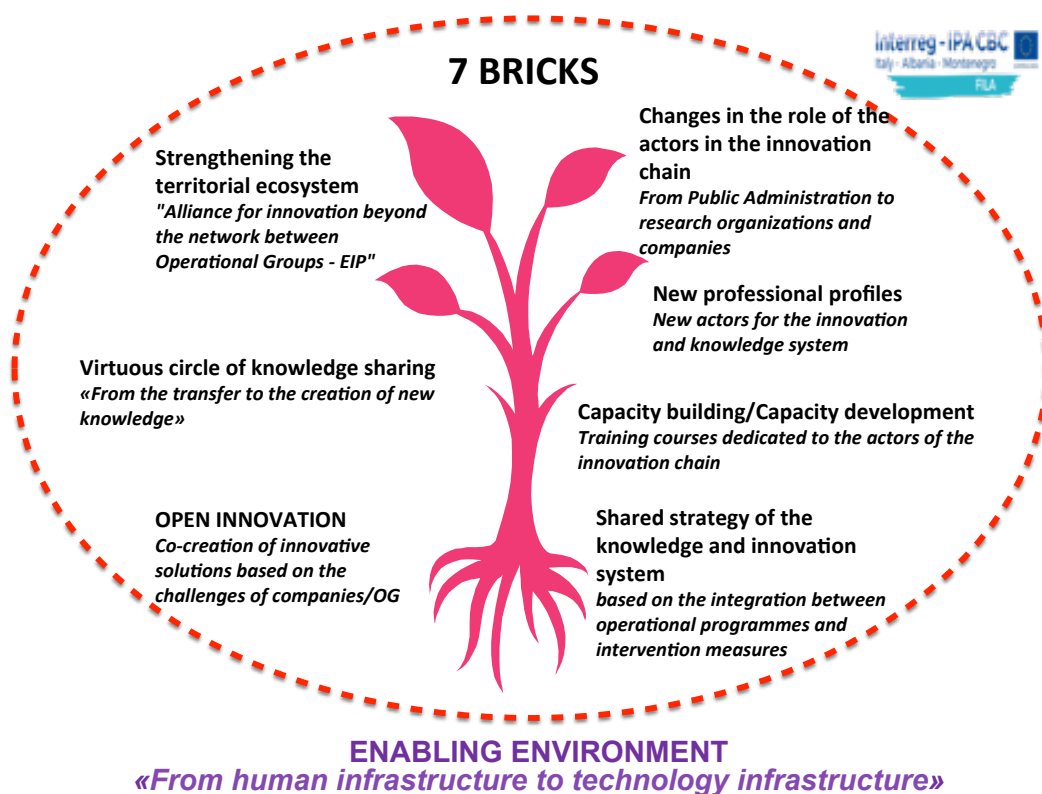 7 BRICKS
Interreg - IPA CBC
Italy - Albania - Montenegro
FILA
Strengthening the
territorial ecosystem
"Alliance for innovation beyond
the network between
Operational Groups - EIP"
Changes in the role of the
actors in the innovation
chain
From Public Administration to
research organizations and
companies
New professional profiles
New actors for the innovation
and knowledge system
Virtuous circle of knowledge sharing
«From the transfer to the creation of new
knowledge»
Capacity building/Capacity development
Training courses dedicated to the actors of the
innovation chain
OPEN INNOVATION
Co-creation of innovative
solutions based on the
challenges of companies/OG
Shared strategy of the
knowledge and innovation
system
based on the integration between
operational programmes and
intervention measures
ENABLING ENVIRONMENT
«From human infrastructure to technology infrastructure»